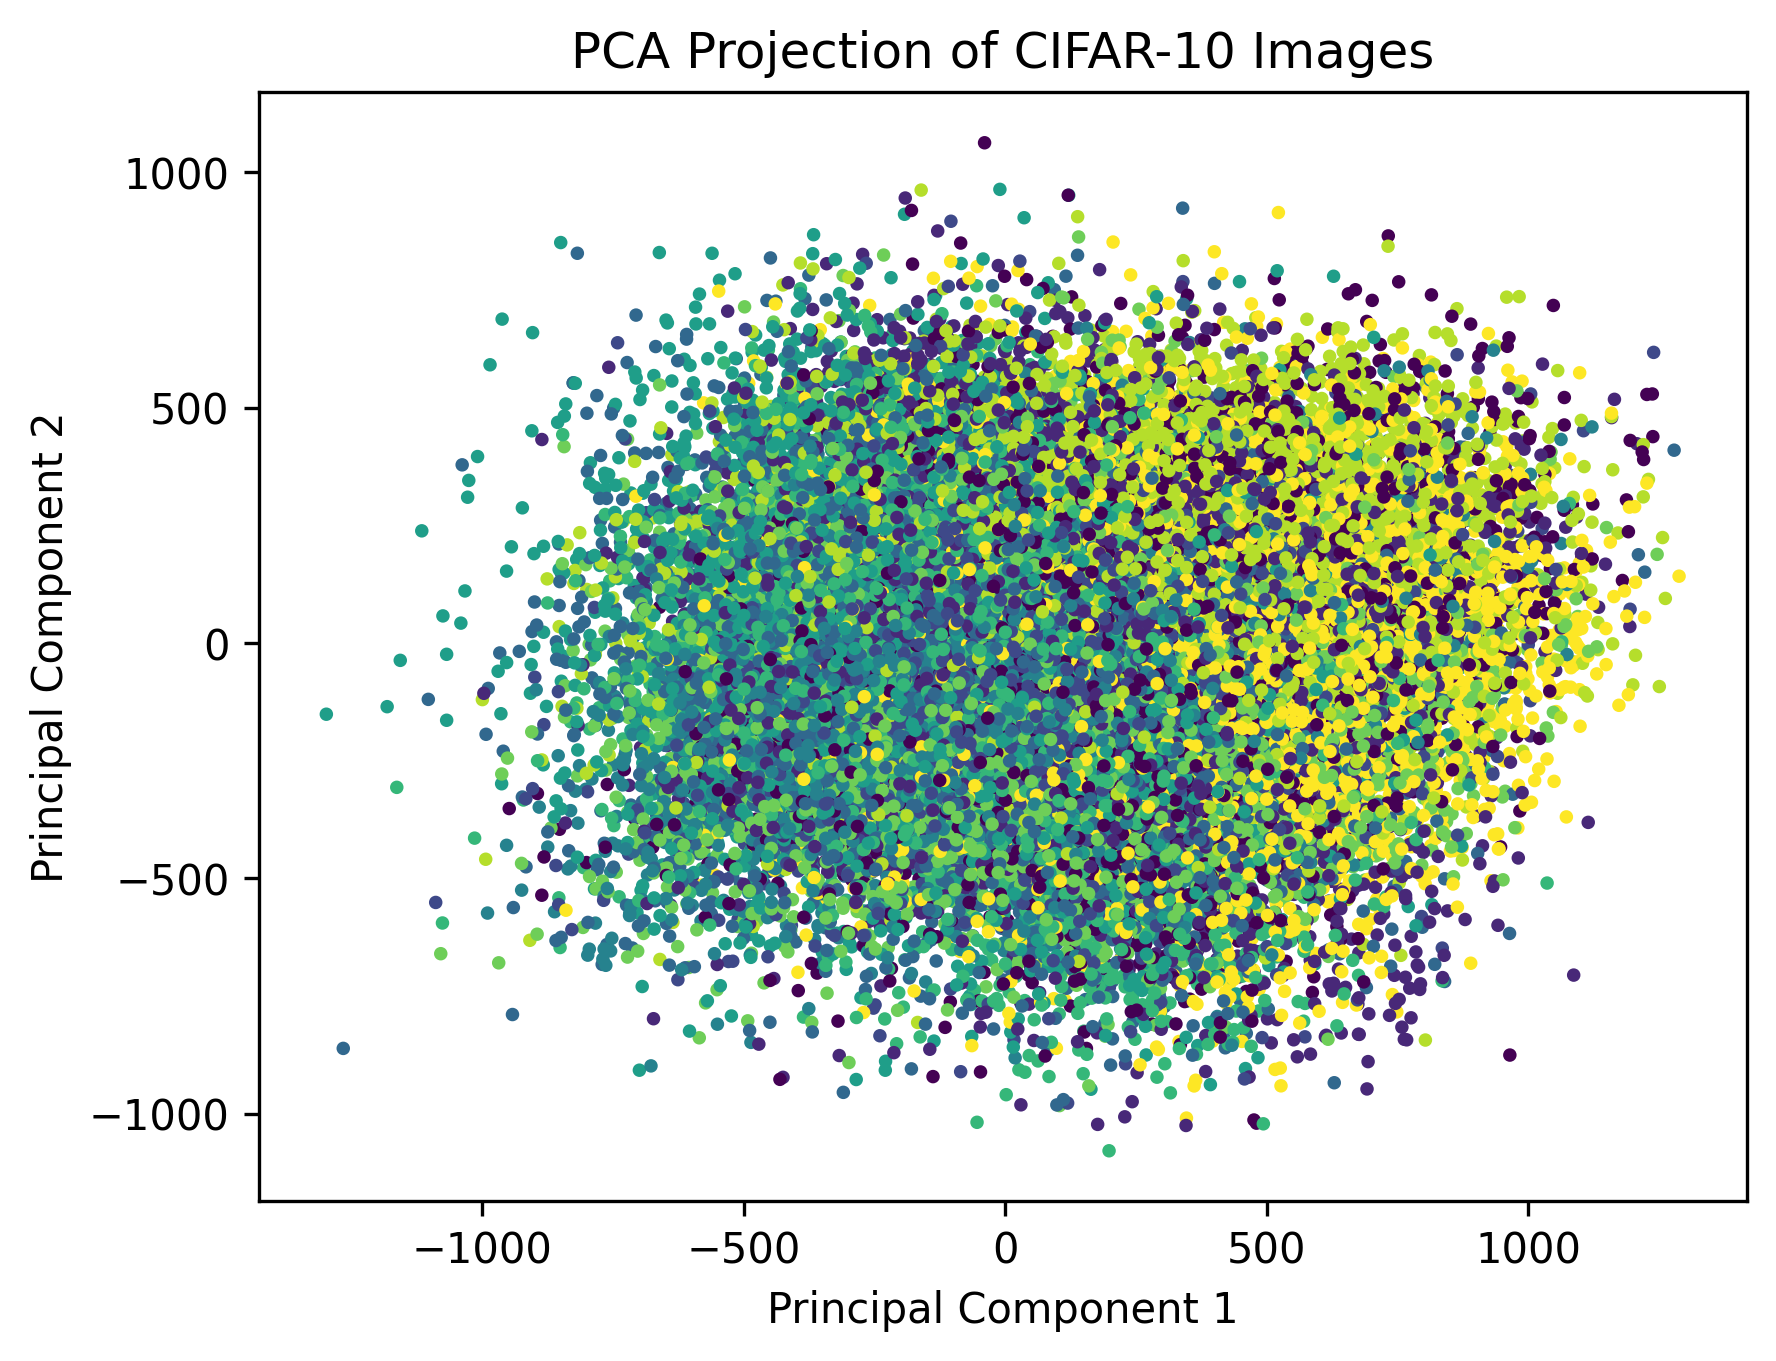 PCA Projection of CIFAR-10 Images
Principal Component 2
1000
500
0
−500
−1000
−1000 −500 0 500 1000
Principal Component 1